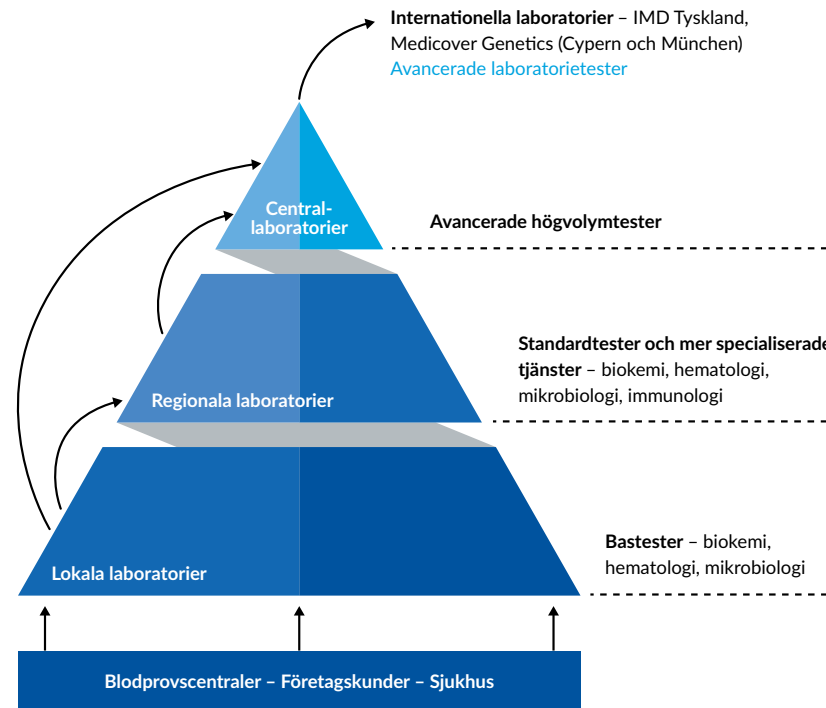 Internationella laboratorier – IMD Tyskland,
Medicover Genetics (Cypern och München)
Avancerade laboratorietester
Central-
laboratorier
Avancerade högvolymtester
Standardtester och mer specialiserade
tjänster – biokemi, hematologi,
mikrobiologi, immunologi
Regionala laboratorier
Bastester – biokemi,
hematologi, mikrobiologi
Lokala laboratorier
Blodprovscentraler – Företagskunder – Sjukhus